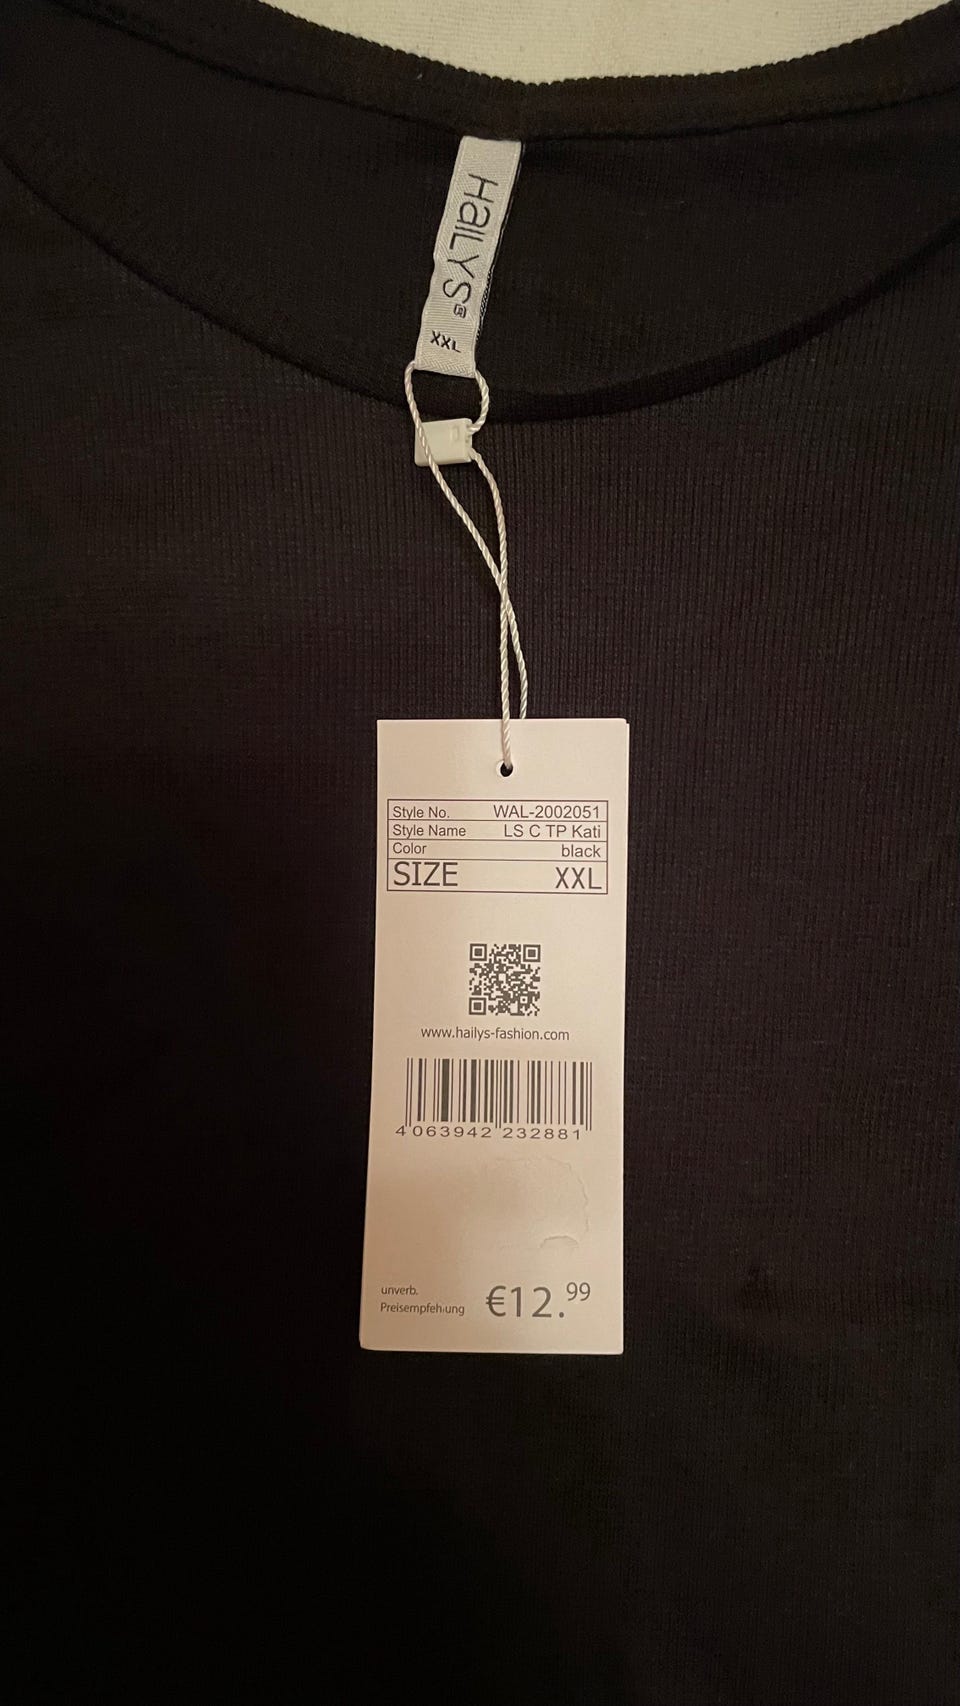 HaILYS®
XXL
Style No. WAL-2002051
Style Name LS C TP Kati
Color black
SIZE XXL
www.hailys-fashion.com
4 063942 232881
unverb.
Preisempfehlung €12.99